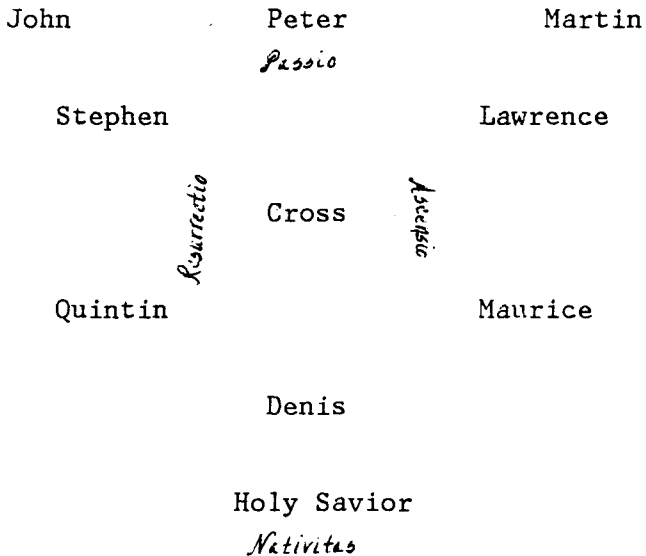 John Peter Martin
Passio
Stephen Lawrence
Resurrectio Cross Ascensio
Quintin Maurice
Denis
Holy Savior
Nativitas